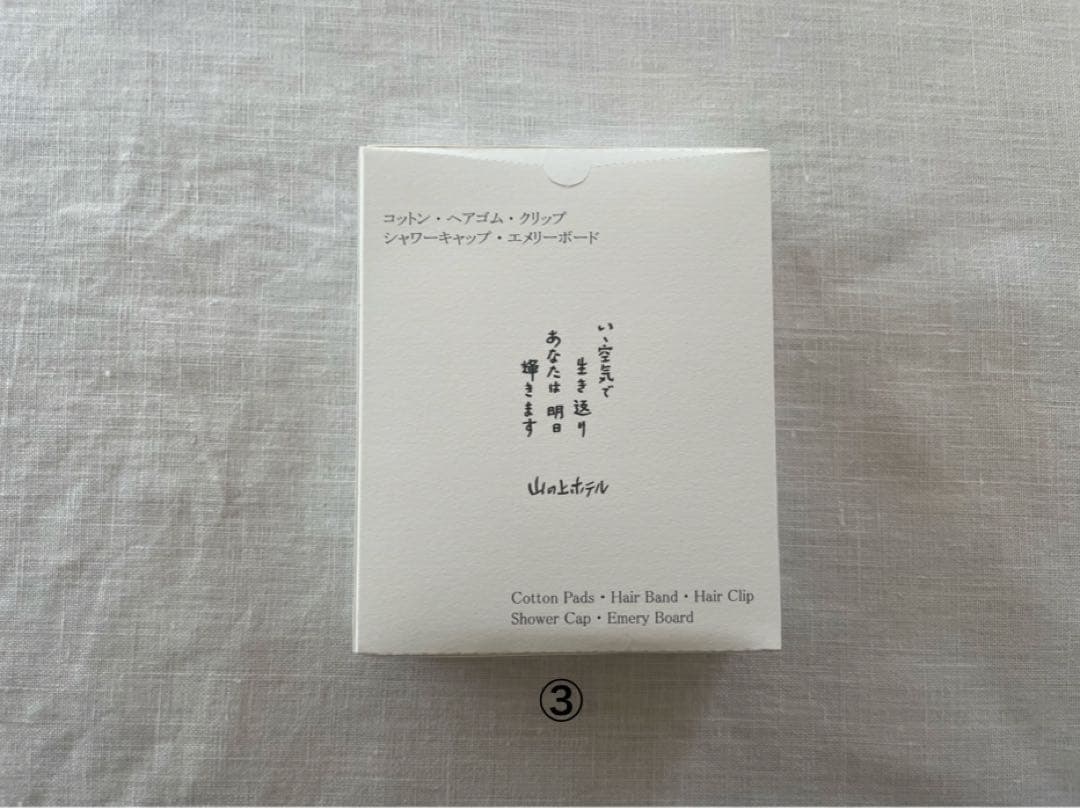 コットン・ヘアゴム・クリップ
シャワーキャップ・エメリーボード
いゝ空気で
生き返り
あなたは 明日
輝きます
山の上ホテル
Cotton Pads・Hair Band・Hair Clip
Shower Cap・Emery Board
③